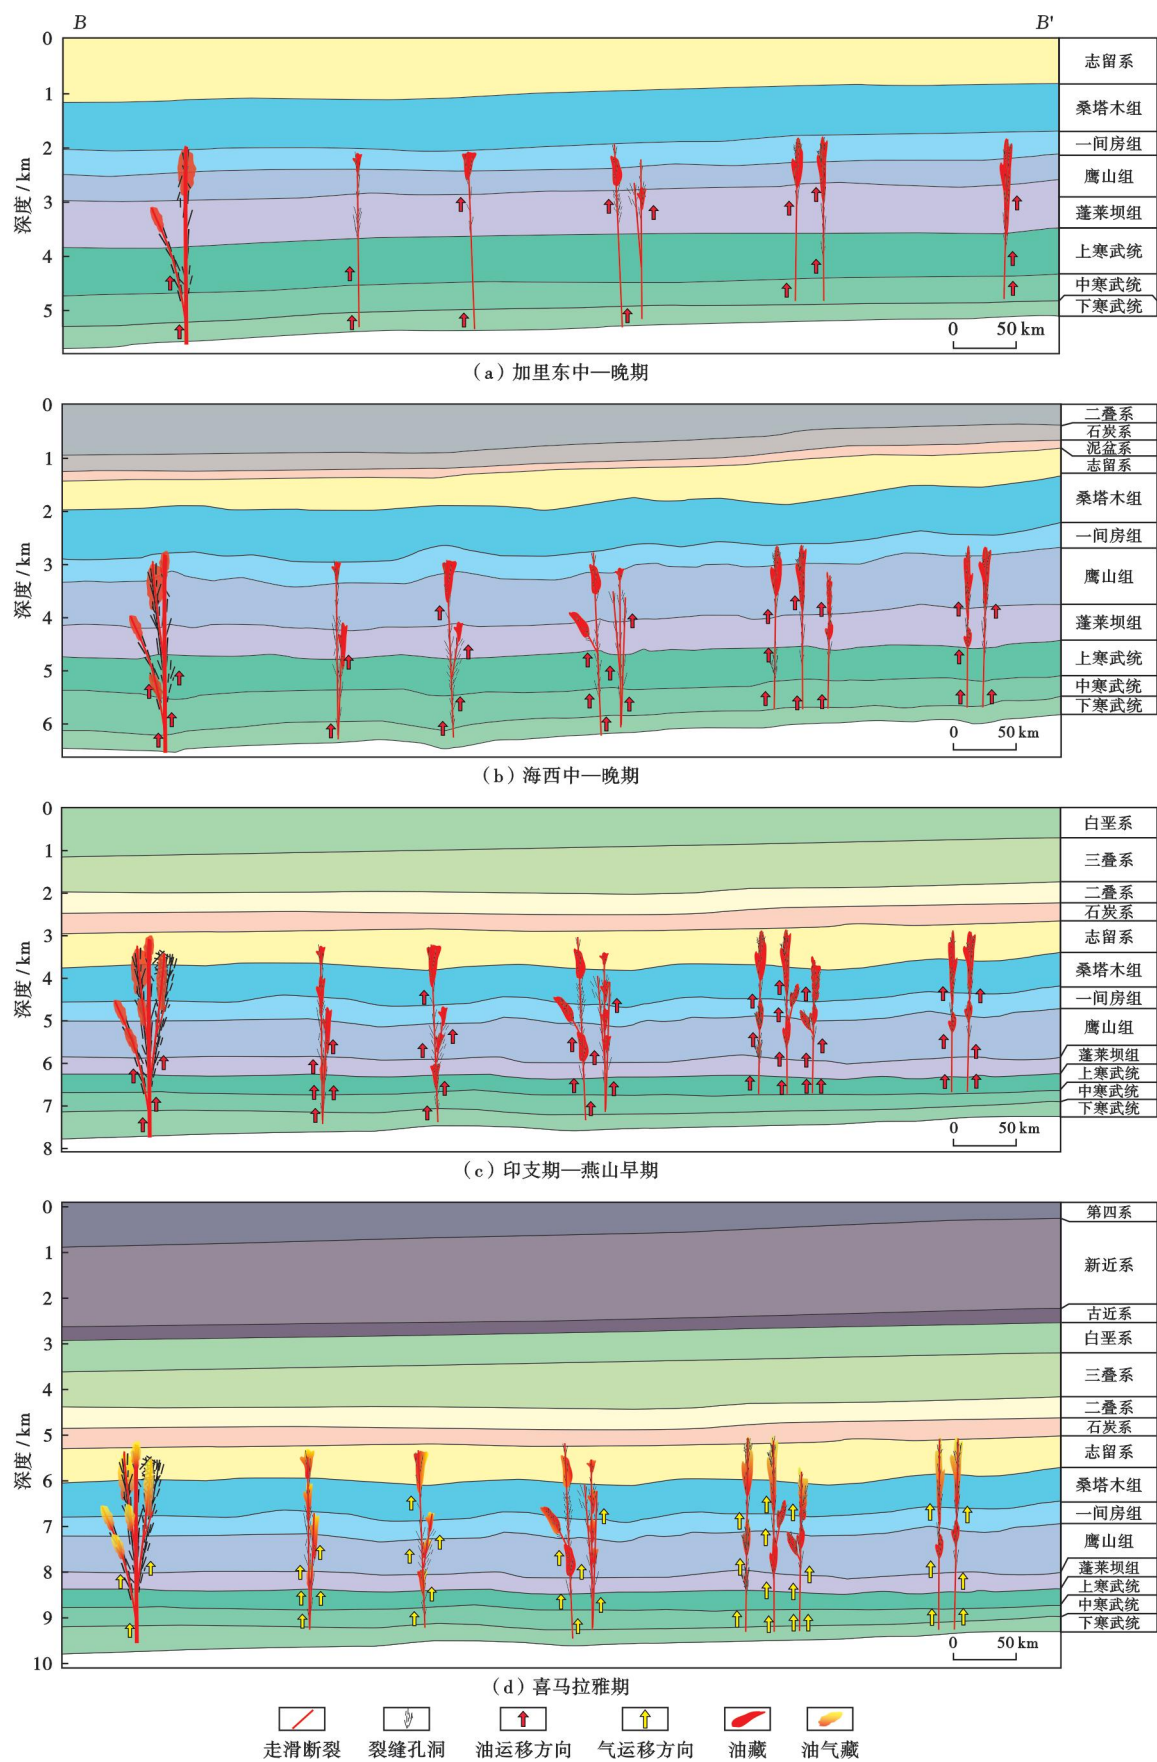 B B'
0
1
2
3
4
5
深度 / km
志留系
桑塔木组
一间房组
鹰山组
蓬莱坝组
上寒武统
中寒武统
下寒武统
0 50 km
(a) 加里东中—晚期
0
1
2
3
4
5
6
深度 / km
二叠系
石炭系
泥盆系
志留系
桑塔木组
一间房组
鹰山组
蓬莱坝组
上寒武统
中寒武统
下寒武统
0 50 km
(b) 海西中—晚期
0
1
2
3
4
5
6
7
8
深度 / km
白垩系
三叠系
二叠系
石炭系
志留系
桑塔木组
一间房组
鹰山组
蓬莱坝组
上寒武统
中寒武统
下寒武统
0 50 km
(c) 印支期—燕山早期
0
1
2
3
4
5
6
7
8
9
10
深度 / km
第四系
新近系
古近系
白垩系
三叠系
二叠系
石炭系
志留系
桑塔木组
一间房组
鹰山组
蓬莱坝组
上寒武统
中寒武统
下寒武统
0 50 km
(d) 喜马拉雅期
走滑断裂 裂缝孔洞 油运移方向 气运移方向 油藏 油气藏